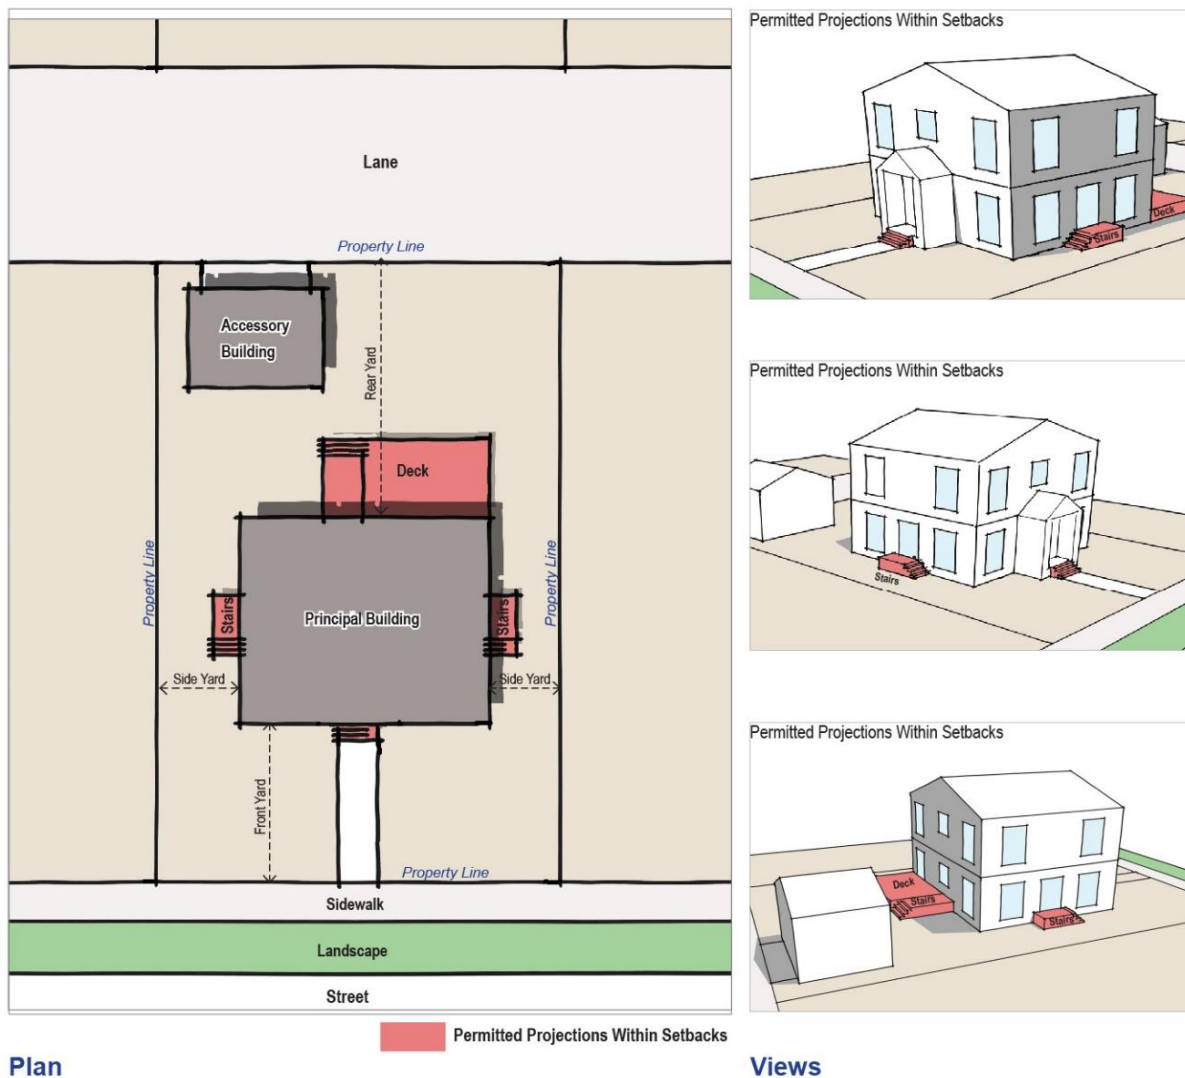 Lane
Property Line
Accessory
Building
Rear Yard
Deck
Property Line
Stairs
Principal Building
Stairs
Property Line
Side Yard
Side Yard
Front Yard
Property Line
Sidewalk
Landscape
Street
Permitted Projections Within Setbacks
Plan
Permitted Projections Within Setbacks
Deck
Stairs
Permitted Projections Within Setbacks
Stairs
Permitted Projections Within Setbacks
Deck
Stairs
Stairs
Views